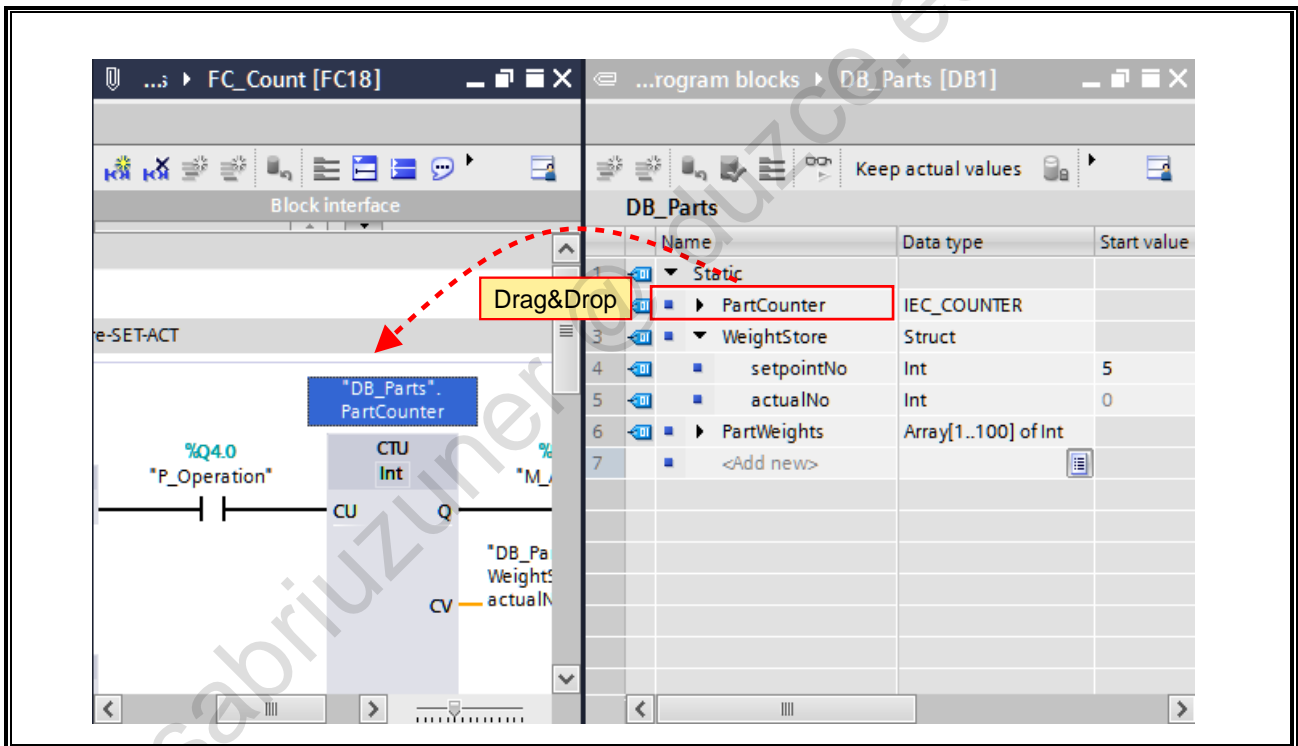 ...s ▸ FC_Count [FC18]
Block interface
e-SET-ACT
"DB_Parts".
PartCounter
%Q4.0
"P_Operation"
CTU
Int
CU
Q
CV
%
"M_
"DB_Pa
WeightS
actualN
Drag&Drop
...rogram blocks ▸ DB_Parts [DB1]
Keep actual values
DB_Parts
Name Data type Start value
1 Static
PartCounter IEC_COUNTER
3 WeightStore Struct
4 setpointNo Int 5
5 actualNo Int 0
6 PartWeights Array[1..100] of Int
7 <Add new>
sabriuzuner @ duzce.e